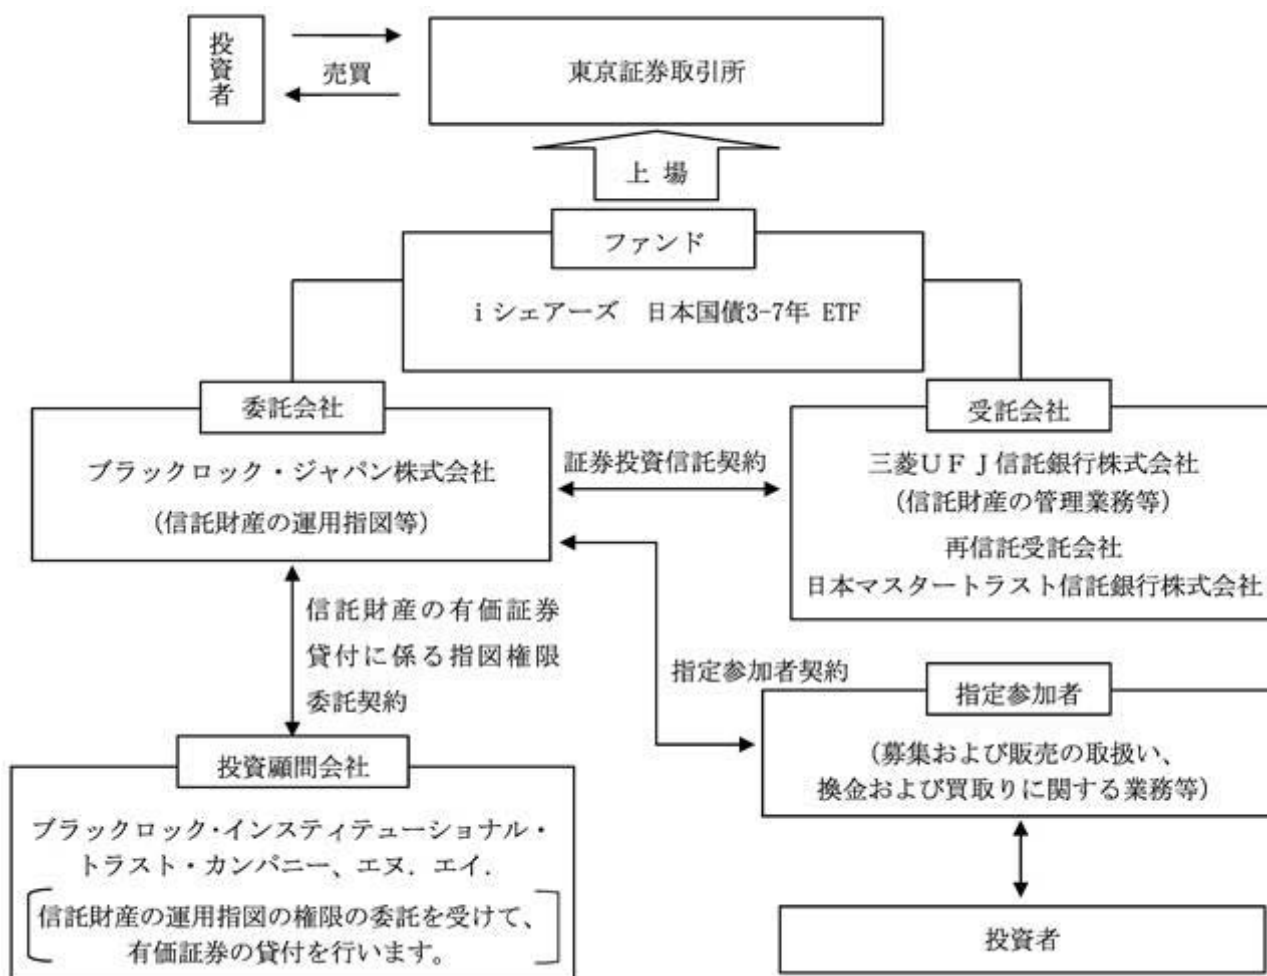 投資者
売買
東京証券取引所
上 場
ファンド
iシェアーズ 日本国債3-7年 ETF
委託会社
ブラックロック・ジャパン株式会社
(信託財産の運用指図等)
証券投資信託契約
受託会社
三菱UFJ信託銀行株式会社
(信託財産の管理業務等)
再信託受託会社
日本マスタートラスト信託銀行株式会社
信託財産の有価証券
貸付に係る指図権限
委託契約
指定参加者契約
指定参加者
(募集および販売の取扱い、
換金および買取りに関する業務等)
投資顧問会社
ブラックロック・インスティテューショナル・
トラスト・カンパニー、エヌ.エイ.
信託財産の運用指図の権限の委託を受けて、
有価証券の貸付を行います。
投資者